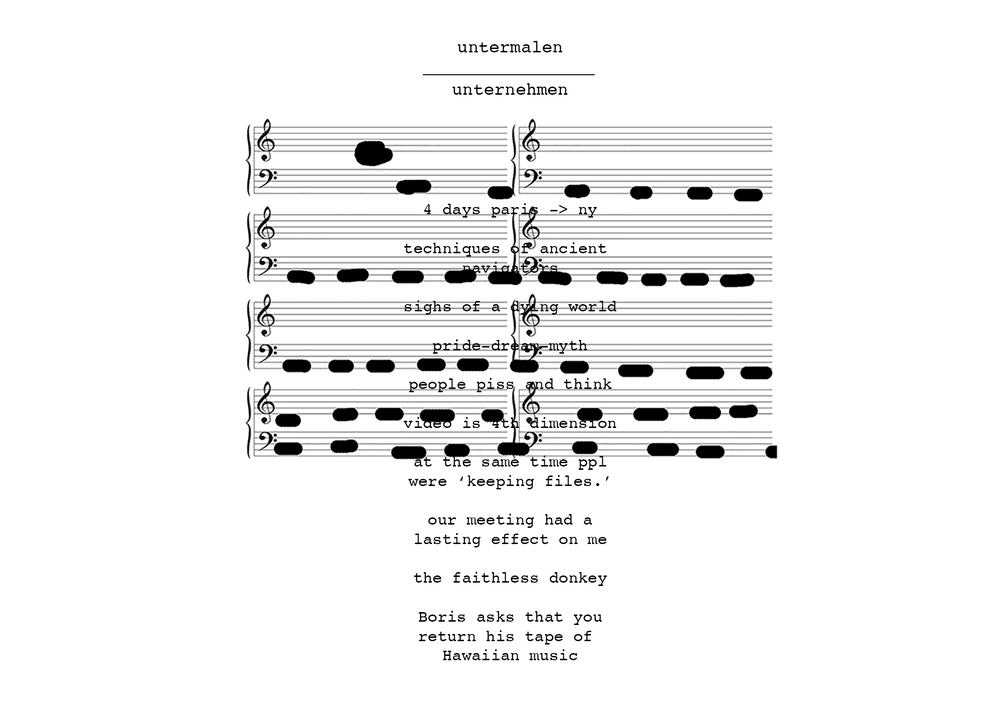 untermalen
unternehmen
4 days paris -> ny
techniques of ancient
navigators
sighs of a dying world
pride-dream-myth
people piss and think
video is 4th dimension
at the same time ppl
were ‘keeping files.’
our meeting had a
lasting effect on me
the faithless donkey
Boris asks that you
return his tape of
Hawaiian music